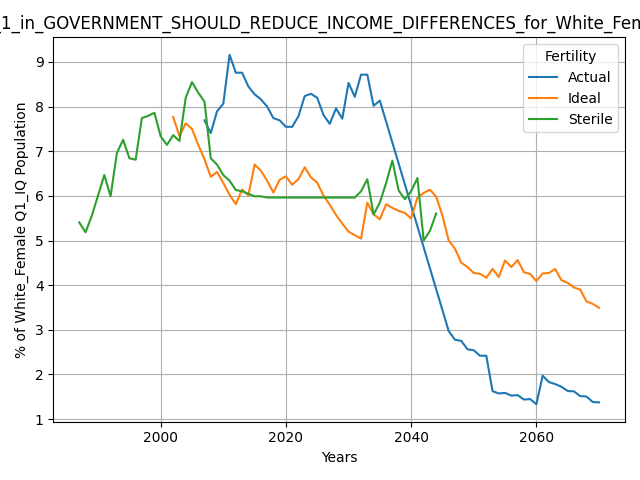 _1_in_GOVERNMENT_SHOULD_REDUCE_INCOME_DIFFERENCES_for_White_Fem
Fertility
Actual
Ideal
Sterile
% of White_Female Q1_IQ Population
9
8
7
6
5
4
3
2
1
2000
2020
2040
2060
Years